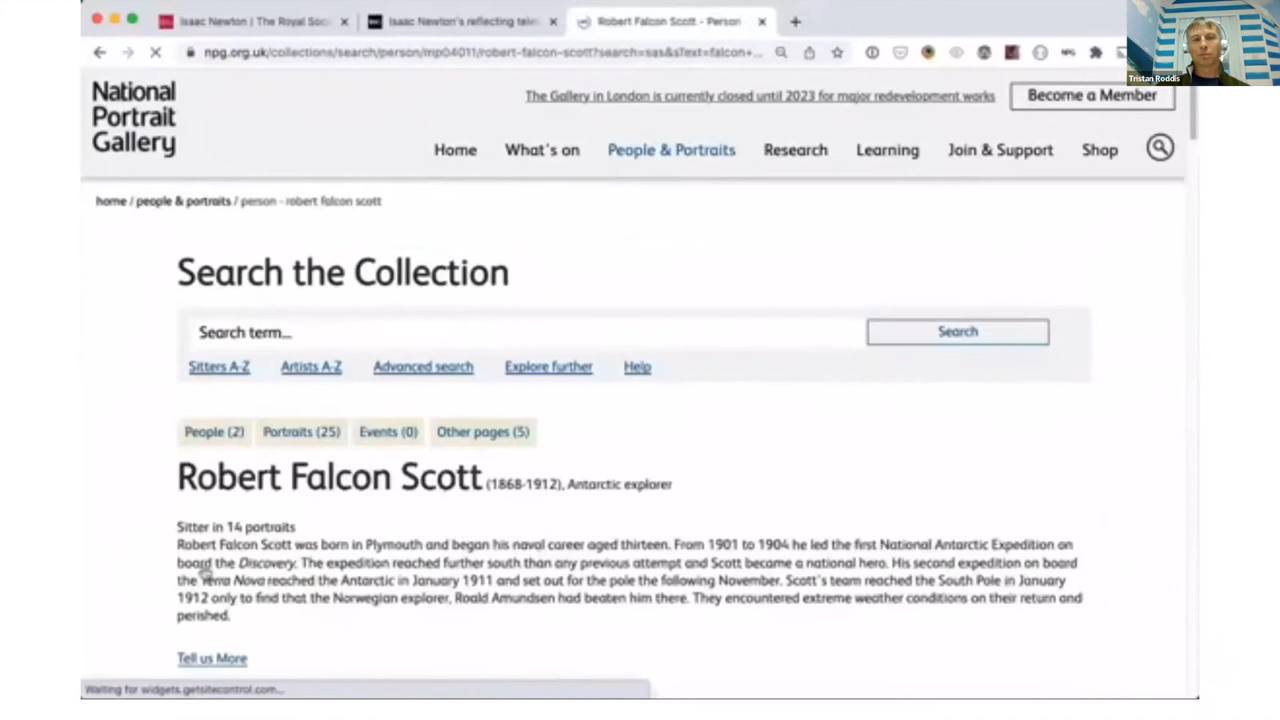 Isaac Newton | The Royal Soci
Isaac Newton's reflecting tele
Robert Falcon Scott - Person
npg.org.uk/collections/search/person/mp04011/robert-falcon-scott?search=sas&sText=falcon+...
Tristan Roddis
National
Portrait
Gallery
The Gallery in London is currently closed until 2023 for major redevelopment works
Become a Member
Home What's on People & Portraits Research Learning Join & Support Shop
home / people & portraits / person - robert falcon scott
Search the Collection
Search term...
Search
Sitters A-Z Artists A-Z Advanced search Explore further Help
People (2) Portraits (25) Events (0) Other pages (5)
Robert Falcon Scott (1868-1912), Antarctic explorer
Sitter in 14 portraits
Robert Falcon Scott was born in Plymouth and began his naval career aged thirteen. From 1901 to 1904 he led the first National Antarctic Expedition on
board the Discovery. The expedition reached further south than any previous attempt and Scott became a national hero. His second expedition on board
the Terra Nova reached the Antarctic in January 1911 and set out for the pole the following November. Scott's team reached the South Pole in January
1912 only to find that the Norwegian explorer, Roald Amundsen had beaten him there. They encountered extreme weather conditions on their return and
perished.
Tell us More
Waiting for widgets.getsitecontrol.com...